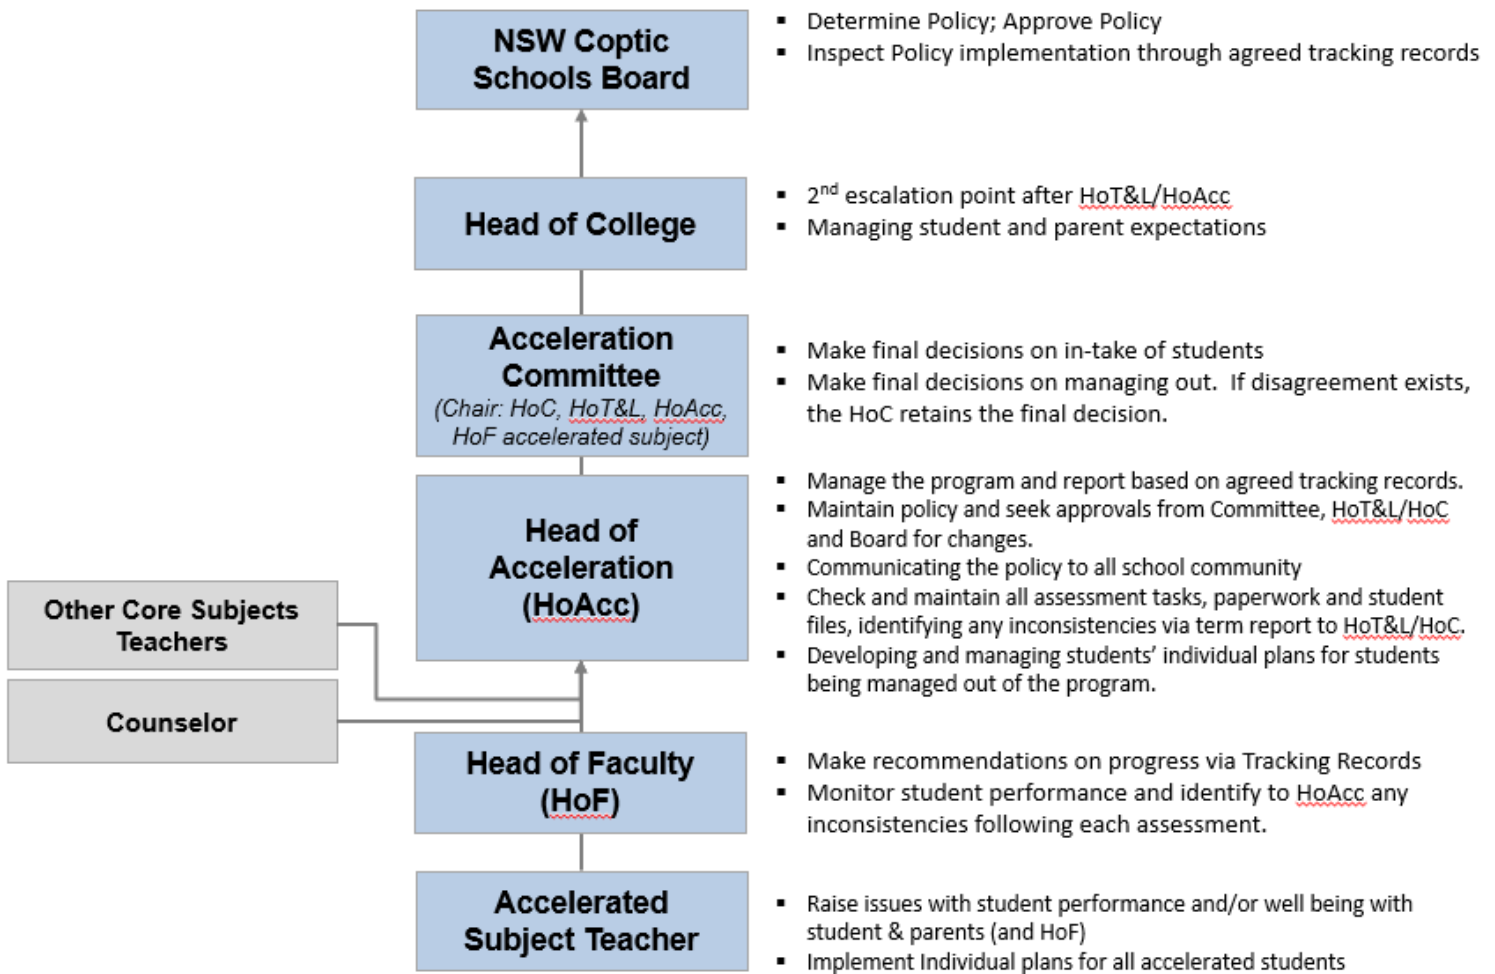 NSW Coptic
Schools Board
▪ Determine Policy; Approve Policy
▪ Inspect Policy implementation through agreed tracking records
Head of College
▪ 2nd escalation point after HoT&L/HoAcc
▪ Managing student and parent expectations
Acceleration
Committee
(Chair: HoC, HoT&L, HoAcc,
HoF accelerated subject)
▪ Make final decisions on in-take of students
▪ Make final decisions on managing out. If disagreement exists,
the HoC retains the final decision.
Head of
Acceleration
(HoAcc)
▪ Manage the program and report based on agreed tracking records.
▪ Maintain policy and seek approvals from Committee, HoT&L/HoC
and Board for changes.
▪ Communicating the policy to all school community
▪ Check and maintain all assessment tasks, paperwork and student
files, identifying any inconsistencies via term report to HoT&L/HoC.
▪ Developing and managing students’ individual plans for students
being managed out of the program.
Other Core Subjects
Teachers
Counselor
Head of Faculty
(HoF)
▪ Make recommendations on progress via Tracking Records
▪ Monitor student performance and identify to HoAcc any
inconsistencies following each assessment.
Accelerated
Subject Teacher
▪ Raise issues with student performance and/or well being with
student & parents (and HoF)
▪ Implement Individual plans for all accelerated students